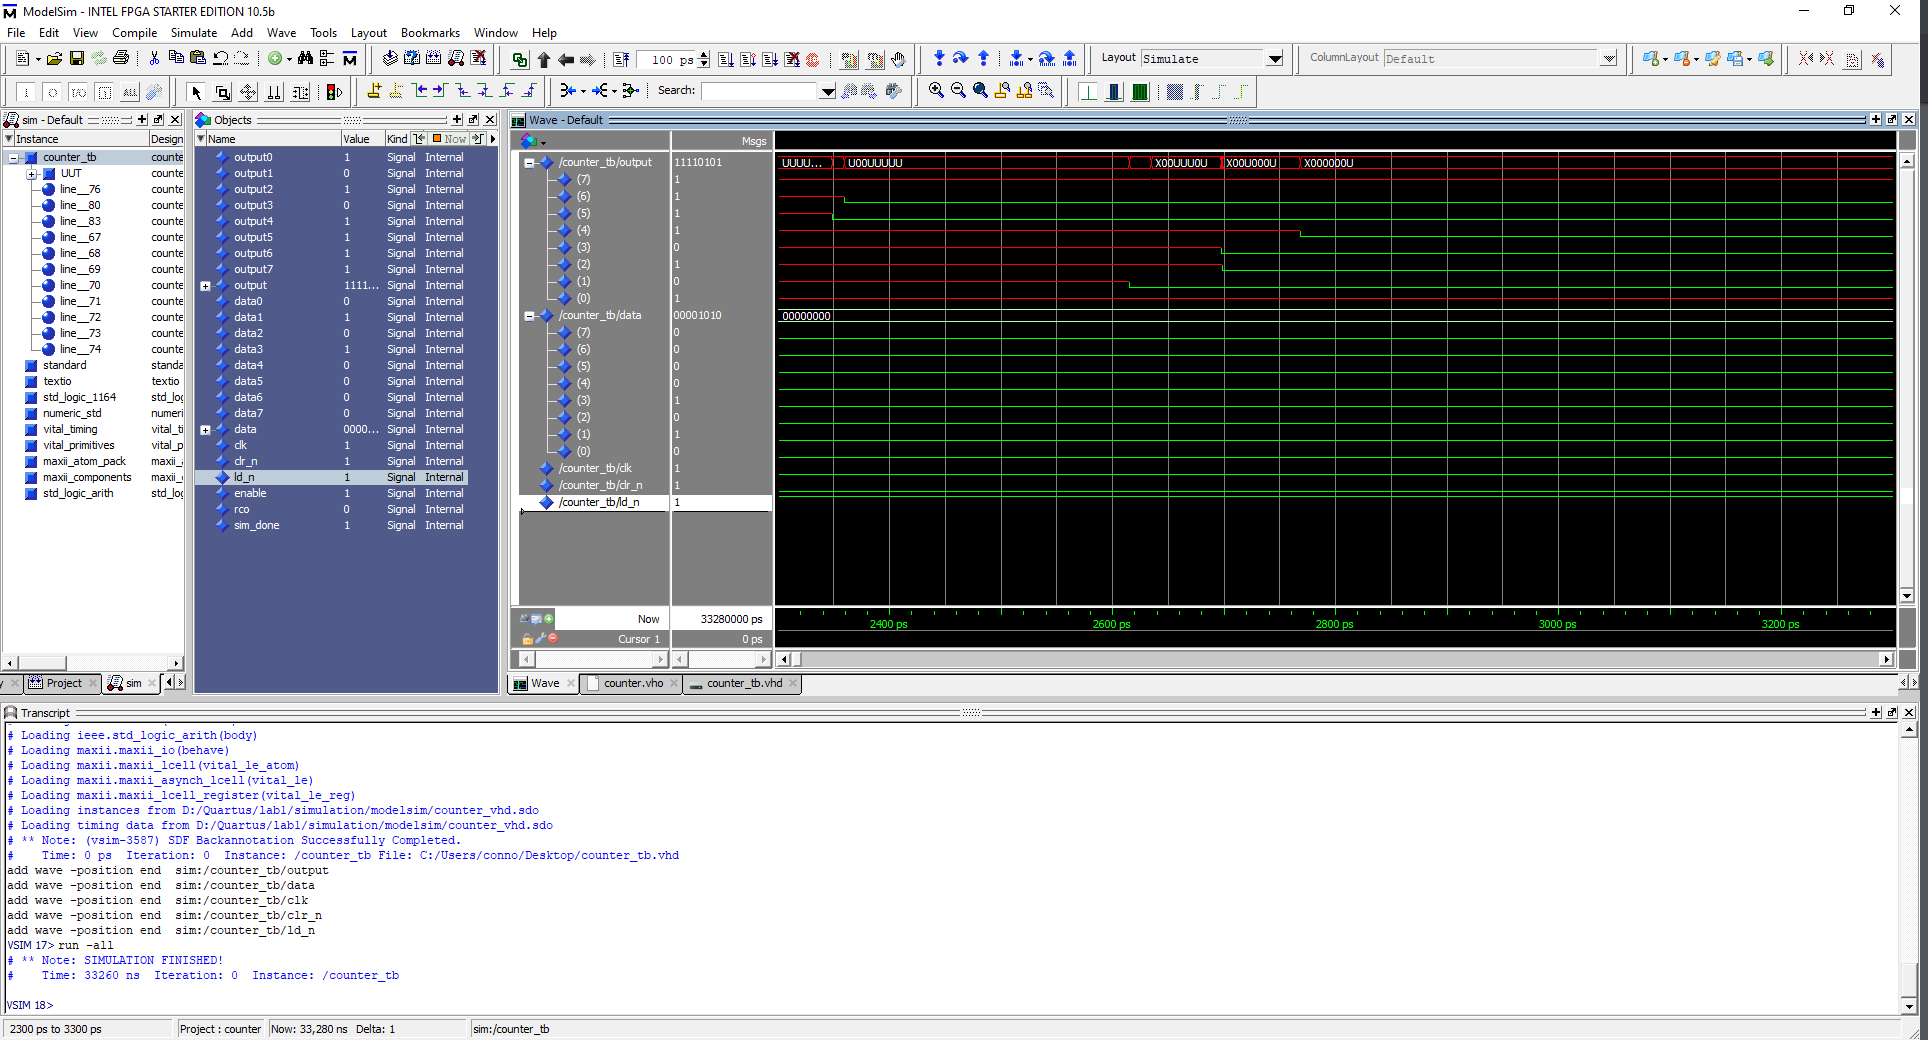 ModelSim - INTEL FPGA STARTER EDITION 10.5b
File Edit View Compile Simulate Add Wave Tools Layout Bookmarks Window Help
100 ps
Layout Simulate
ColumnLayout Default
ALL
Search:
sim - Default
Instance Design
counter_tb counte
UUT counte
line__76 counte
line__80 counte
line__83 counte
line__67 counte
line__68 counte
line__69 counte
line__70 counte
line__71 counte
line__72 counte
line__73 counte
line__74 counte
standard standa
textio textio
std_logic_1164 std_log
numeric_std numeri
vital_timing vital_ti
vital_primitives vital_p
maxii_atom_pack maxii_
maxii_components maxii_
std_logic_arith std_log
Project sim
Objects
Name Value Kind Now
output0 1 Signal Internal
output1 0 Signal Internal
output2 1 Signal Internal
output3 0 Signal Internal
output4 1 Signal Internal
output5 1 Signal Internal
output6 1 Signal Internal
output7 1 Signal Internal
output 1111... Signal Internal
data0 0 Signal Internal
data1 1 Signal Internal
data2 0 Signal Internal
data3 1 Signal Internal
data4 0 Signal Internal
data5 0 Signal Internal
data6 0 Signal Internal
data7 0 Signal Internal
data 0000... Signal Internal
clk 1 Signal Internal
clr_n 1 Signal Internal
ld_n 1 Signal Internal
enable 1 Signal Internal
rco 0 Signal Internal
sim_done 1 Signal Internal
Wave - Default
Msgs
/counter_tb/output 11110101 UUUU... U00UUUUU X00UUU0U X00U000U X000000U
(7) 1
(6) 1
(5) 1
(4) 1
(3) 0
(2) 1
(1) 0
(0) 1
/counter_tb/data 00001010 00000000
(7) 0
(6) 0
(5) 0
(4) 0
(3) 1
(2) 0
(1) 1
(0) 0
/counter_tb/clk 1
/counter_tb/clr_n 1
/counter_tb/ld_n 1
Now 33280000 ps 2400 ps 2600 ps 2800 ps 3000 ps 3200 ps
Cursor 1 0 ps
Wave counter.vho counter_tb.vhd
Transcript
# Loading ieee.std_logic_arith(body)
# Loading maxii.maxii_io(behave)
# Loading maxii.maxii_lcell(vital_le_atom)
# Loading maxii.maxii_asynch_lcell(vital_le)
# Loading maxii.maxii_lcell_register(vital_le_reg)
# Loading instances from D:/Quartus/lab1/simulation/modelsim/counter_vhd.sdo
# Loading timing data from D:/Quartus/lab1/simulation/modelsim/counter_vhd.sdo
# ** Note: (vsim-3587) SDF Backannotation Successfully Completed.
#    Time: 0 ps  Iteration: 0  Instance: /counter_tb File: C:/Users/conno/Desktop/counter_tb.vhd
add wave -position end  sim:/counter_tb/output
add wave -position end  sim:/counter_tb/data
add wave -position end  sim:/counter_tb/clk
add wave -position end  sim:/counter_tb/clr_n
add wave -position end  sim:/counter_tb/ld_n
VSIM 17> run -all
# ** Note: SIMULATION FINISHED!
#    Time: 33260 ns  Iteration: 0  Instance: /counter_tb
VSIM 18>
2300 ps to 3300 ps Project : counter Now: 33,280 ns Delta: 1 sim:/counter_tb